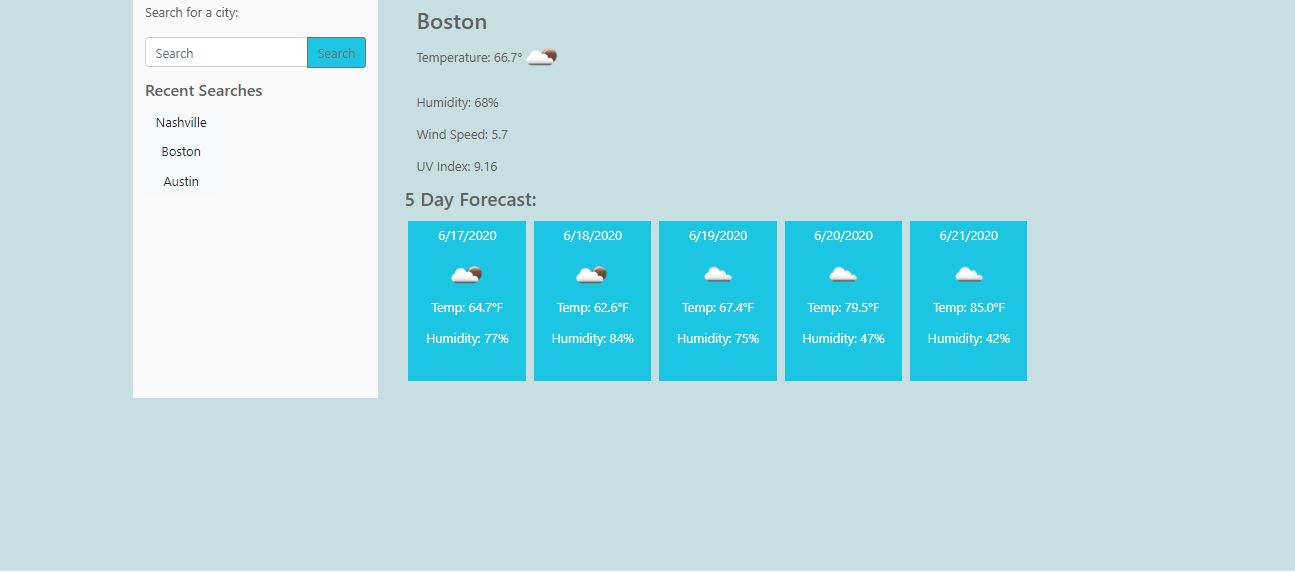 Search for a city:
Search Search
Recent Searches
Nashville
Boston
Austin
Boston
Temperature: 66.7°
Humidity: 68%
Wind Speed: 5.7
UV Index: 9.16
5 Day Forecast:
6/17/2020
Temp: 64.7°F
Humidity: 77%
6/18/2020
Temp: 62.6°F
Humidity: 84%
6/19/2020
Temp: 67.4°F
Humidity: 75%
6/20/2020
Temp: 79.5°F
Humidity: 47%
6/21/2020
Temp: 85.0°F
Humidity: 42%